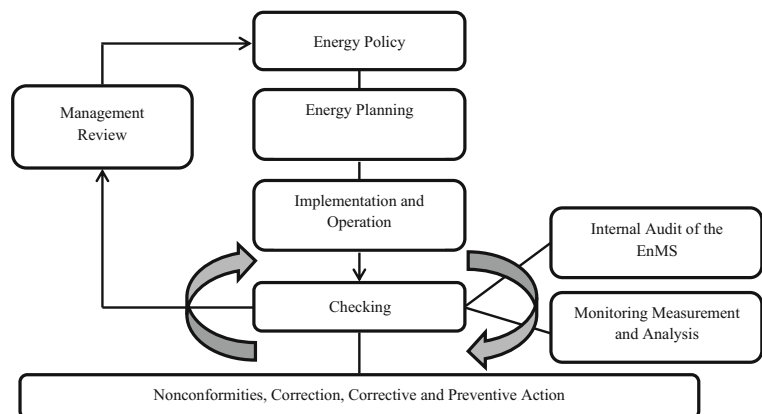 Energy Policy
Management
Review
Energy Planning
Implementation and
Operation
Internal Audit of the
EnMS
Checking
Monitoring Measurement
and Analysis
Nonconformities, Correction, Corrective and Preventive Action